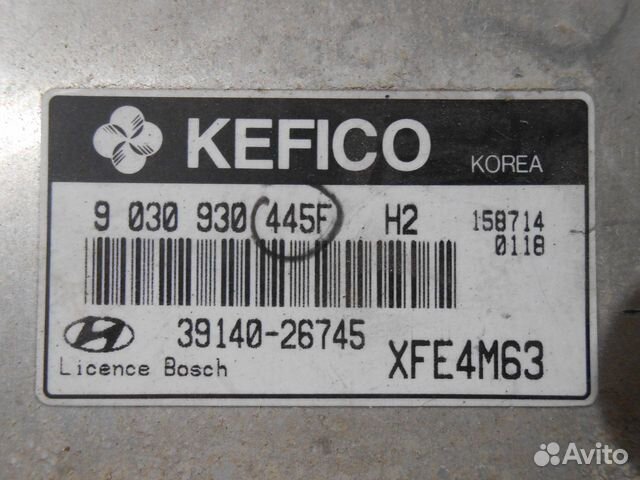 KEFICO KOREA
9 030 930 445F H2 158714
0118
39140-26745
Licence Bosch XFE4M63
Avito